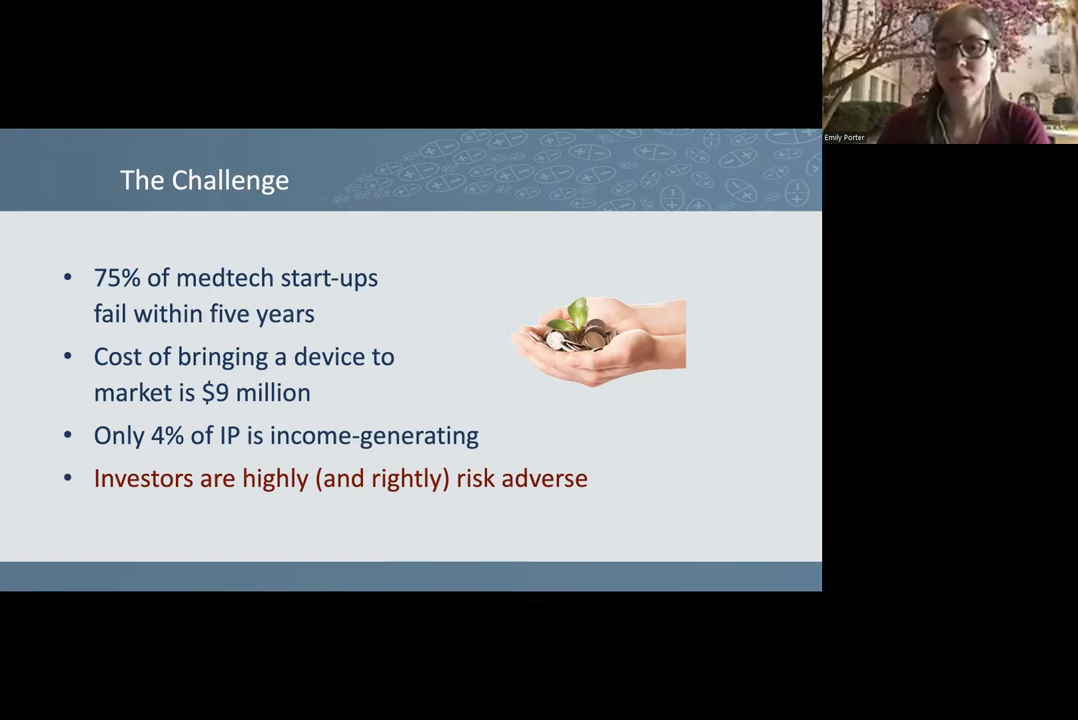 The Challenge
• 75% of medtech start-ups
fail within five years
• Cost of bringing a device to
market is $9 million
• Only 4% of IP is income-generating
• Investors are highly (and rightly) risk adverse
Emily Porter